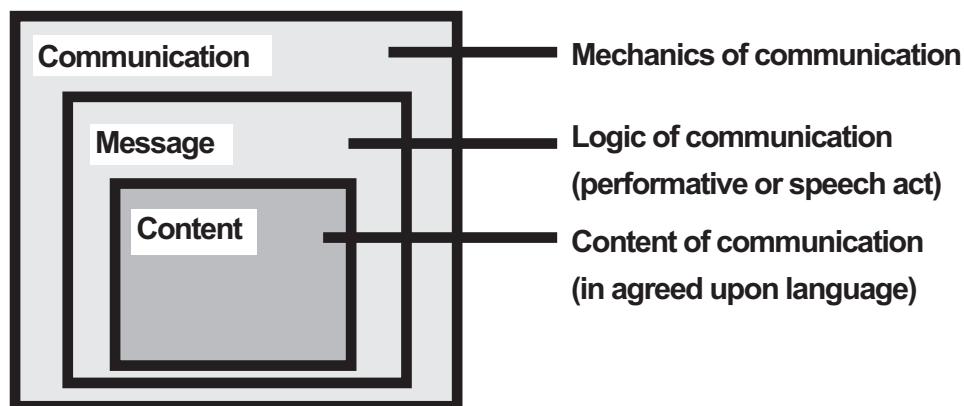 Communication
Mechanics of communication
Message
Logic of communication
(performative or speech act)
Content
Content of communication
(in agreed upon language)